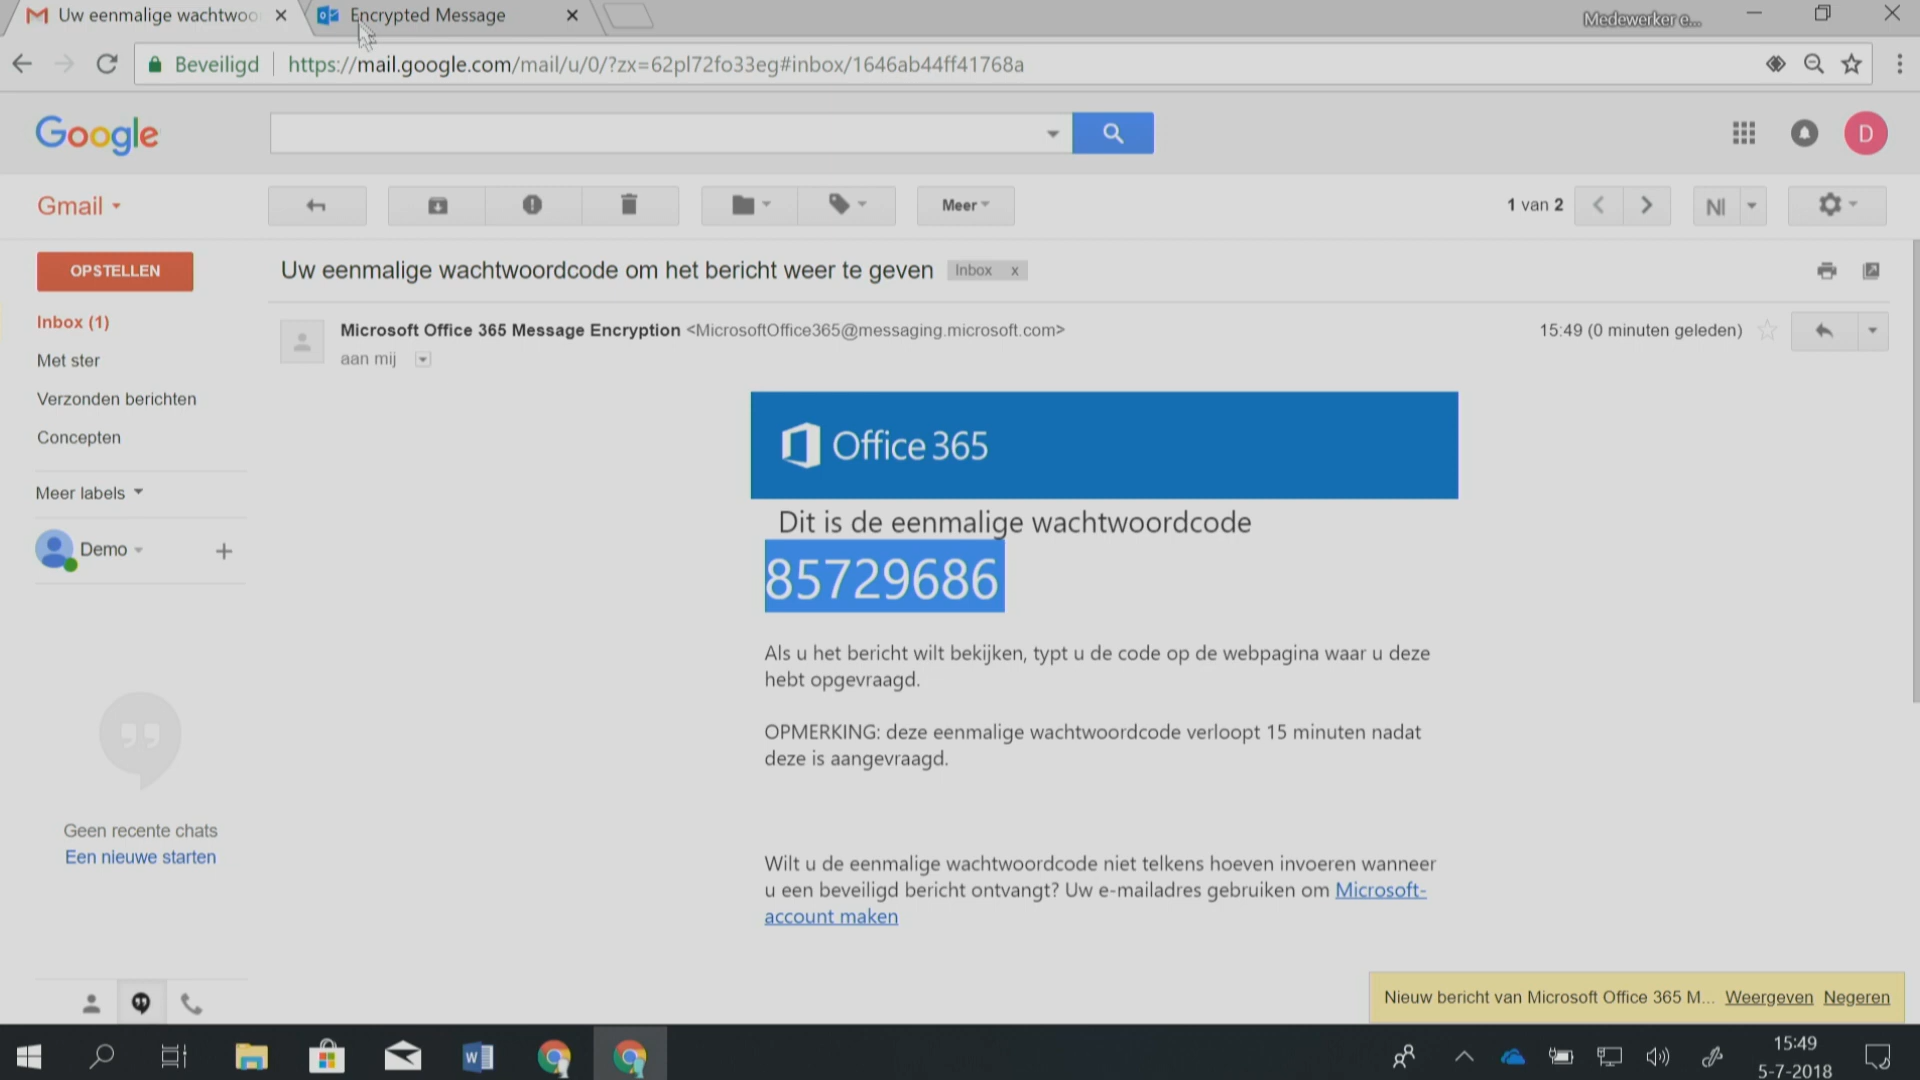 Uw eenmalige wachtwoo
Encrypted Message
Medewerker e...
Beveiligd
https://mail.google.com/mail/u/0/?zx=62pl72fo33eg#inbox/1646ab44ff41768a
Google
D
Gmail
Meer
1 van 2
Nl
OPSTELLEN
Uw eenmalige wachtwoordcode om het bericht weer te geven
Inbox x
Inbox (1)
Microsoft Office 365 Message Encryption <MicrosoftOffice365@messaging.microsoft.com>
15:49 (0 minuten geleden)
aan mij
Met ster
Verzonden berichten
Concepten
Meer labels
Demo
Office 365
Dit is de eenmalige wachtwoordcode
85729686
Als u het bericht wilt bekijken, typt u de code op de webpagina waar u deze
hebt opgevraagd.
OPMERKING: deze eenmalige wachtwoordcode verloopt 15 minuten nadat
deze is aangevraagd.
Geen recente chats
Een nieuwe starten
Wilt u de eenmalige wachtwoordcode niet telkens hoeven invoeren wanneer
u een beveiligd bericht ontvangt? Uw e-mailadres gebruiken om Microsoft-
account maken
Nieuw bericht van Microsoft Office 365 M... Weergeven Negeren
15:49
5-7-2018